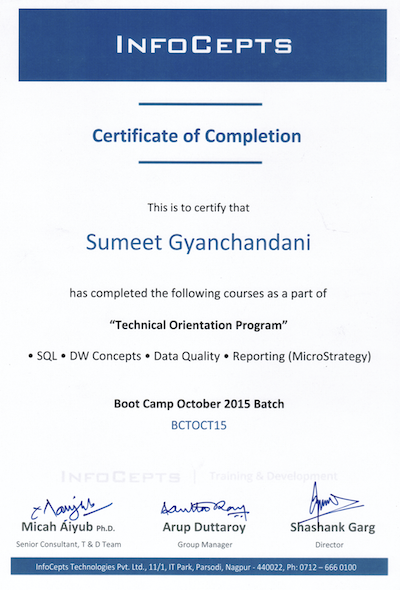 INFOCEPTS
Certificate of Completion
This is to certify that
Sumeet Gyanchandani
has completed the following courses as a part of
“Technical Orientation Program”
• SQL • DW Concepts • Data Quality • Reporting (MicroStrategy)
Boot Camp October 2015 Batch
BCTOCT15
INFOCEPTS | Training & Development
Micah Aiyub Ph.D. Arup Duttaroy Shashank Garg
Senior Consultant, T & D Team Group Manager Director
InfoCepts Technologies Pvt. Ltd., 11/1, IT Park, Parsodi, Nagpur - 440022, Ph: 0712 – 666 0100